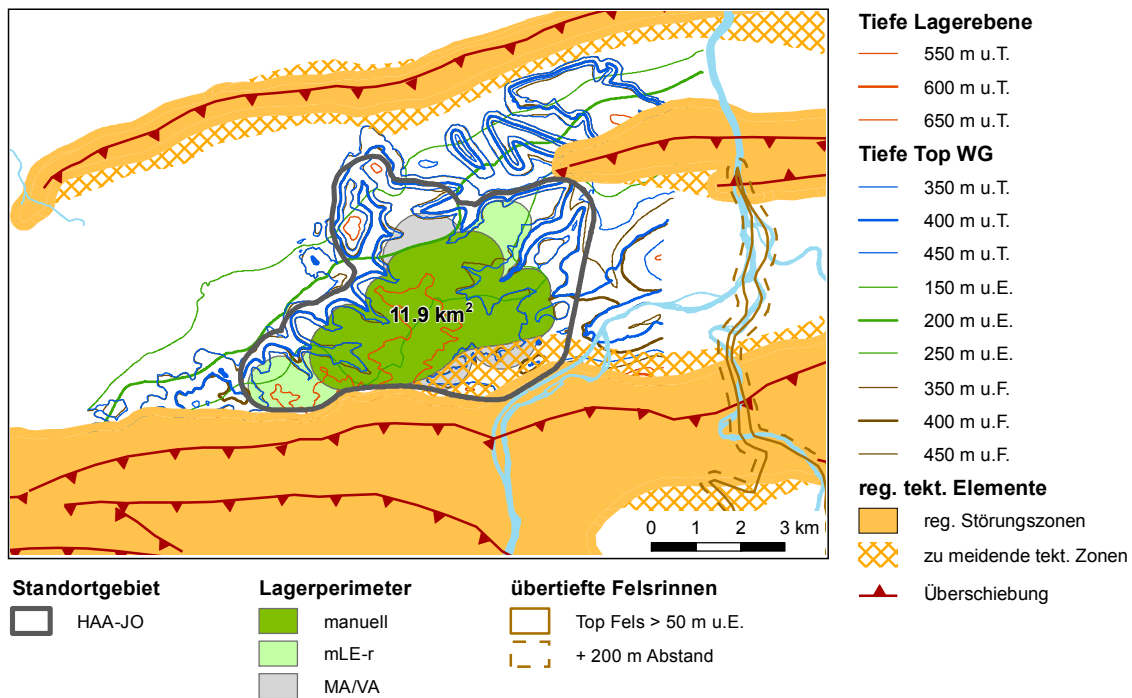 11.9 km²
0 1 2 3 km
Tiefe Lagerebene
550 m u.T.
600 m u.T.
650 m u.T.
Tiefe Top WG
350 m u.T.
400 m u.T.
450 m u.T.
150 m u.E.
200 m u.E.
250 m u.E.
350 m u.F.
400 m u.F.
450 m u.F.
reg. tekt. Elemente
reg. Störungszonen
zu meidende tekt. Zonen
Überschiebung
Standortgebiet
HAA-JO
Lagerperimeter
manuell
mLE-r
MA/VA
übertiefte Felsrinnen
Top Fels > 50 m u.E.
+ 200 m Abstand